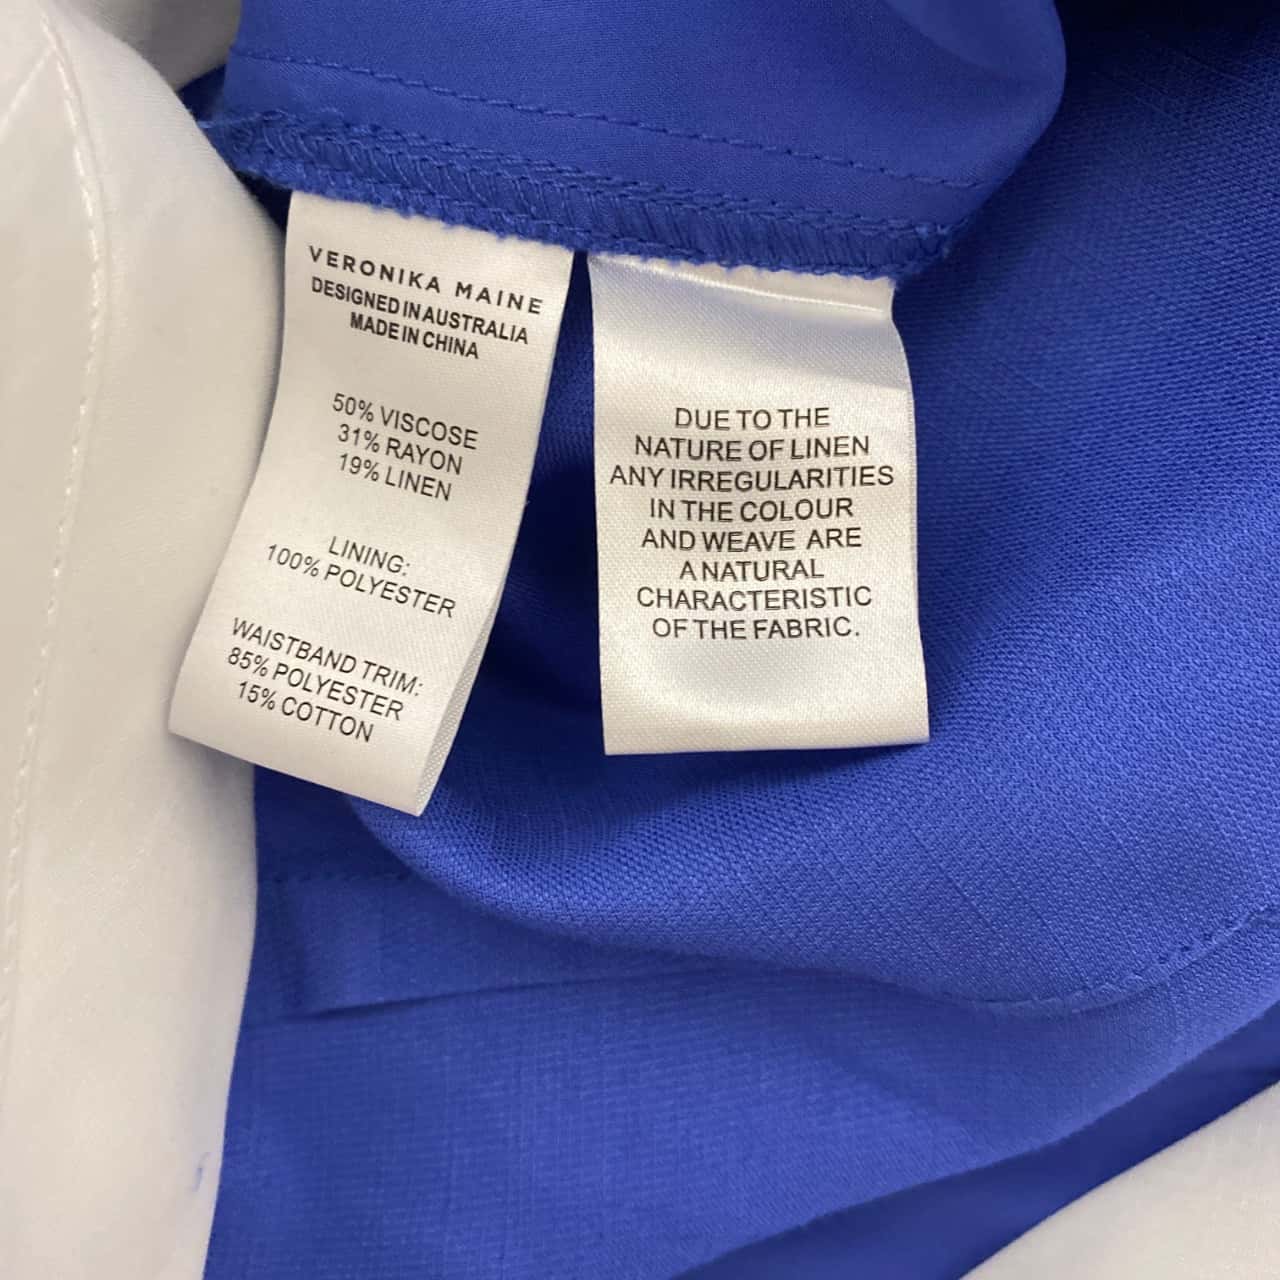 VERONIKA MAINE
DESIGNED IN AUSTRALIA
MADE IN CHINA
50% VISCOSE
31% RAYON
19% LINEN
LINING:
100% POLYESTER
WAISTBAND TRIM:
85% POLYESTER
15% COTTON
DUE TO THE
NATURE OF LINEN
ANY IRREGULARITIES
IN THE COLOUR
AND WEAVE ARE
A NATURAL
CHARACTERISTIC
OF THE FABRIC.